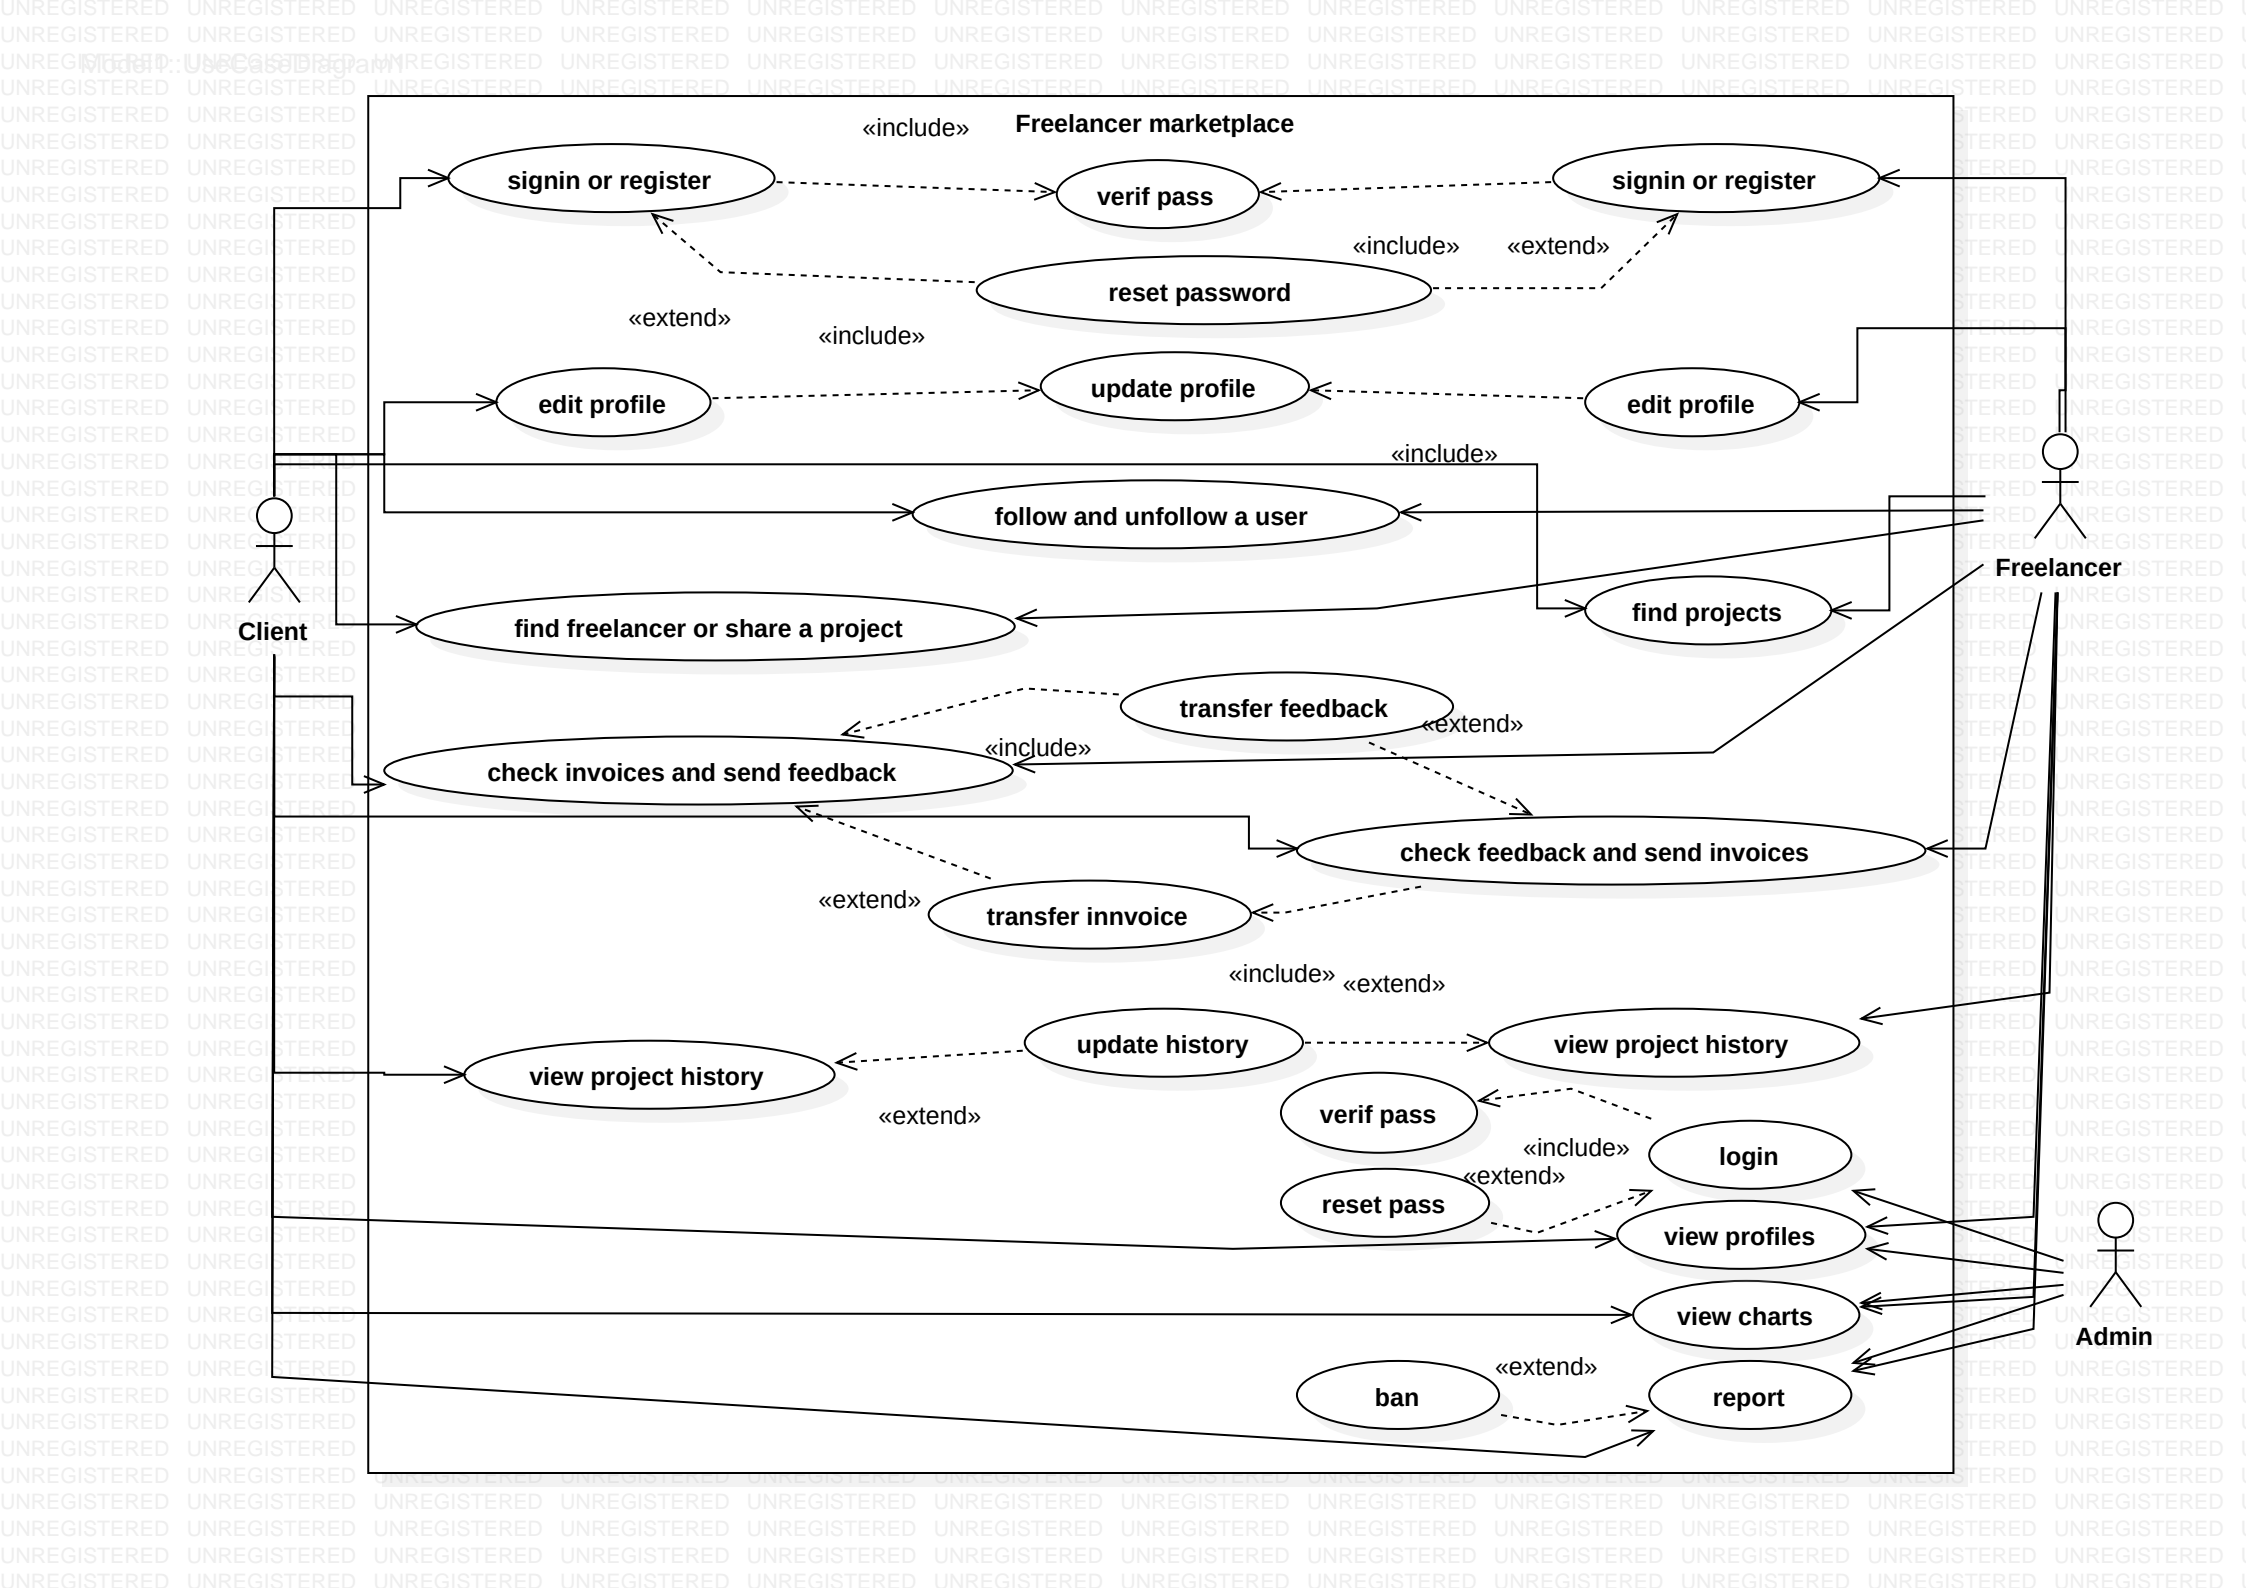 Model1::UseCaseDiagram1
Freelancer marketplace
«include»
signin or register
verif pass
signin or register
«include»
«extend»
reset password
«extend»
«include»
edit profile
update profile
edit profile
«include»
follow and unfollow a user
Freelancer
Client
find freelancer or share a project
find projects
transfer feedback
«extend»
«include»
check invoices and send feedback
check feedback and send invoices
«extend»
transfer innvoice
«include»
«extend»
update history
view project history
view project history
«extend»
verif pass
«include»
login
«extend»
reset pass
view profiles
view charts
Admin
«extend»
ban
report
UNREGISTERED